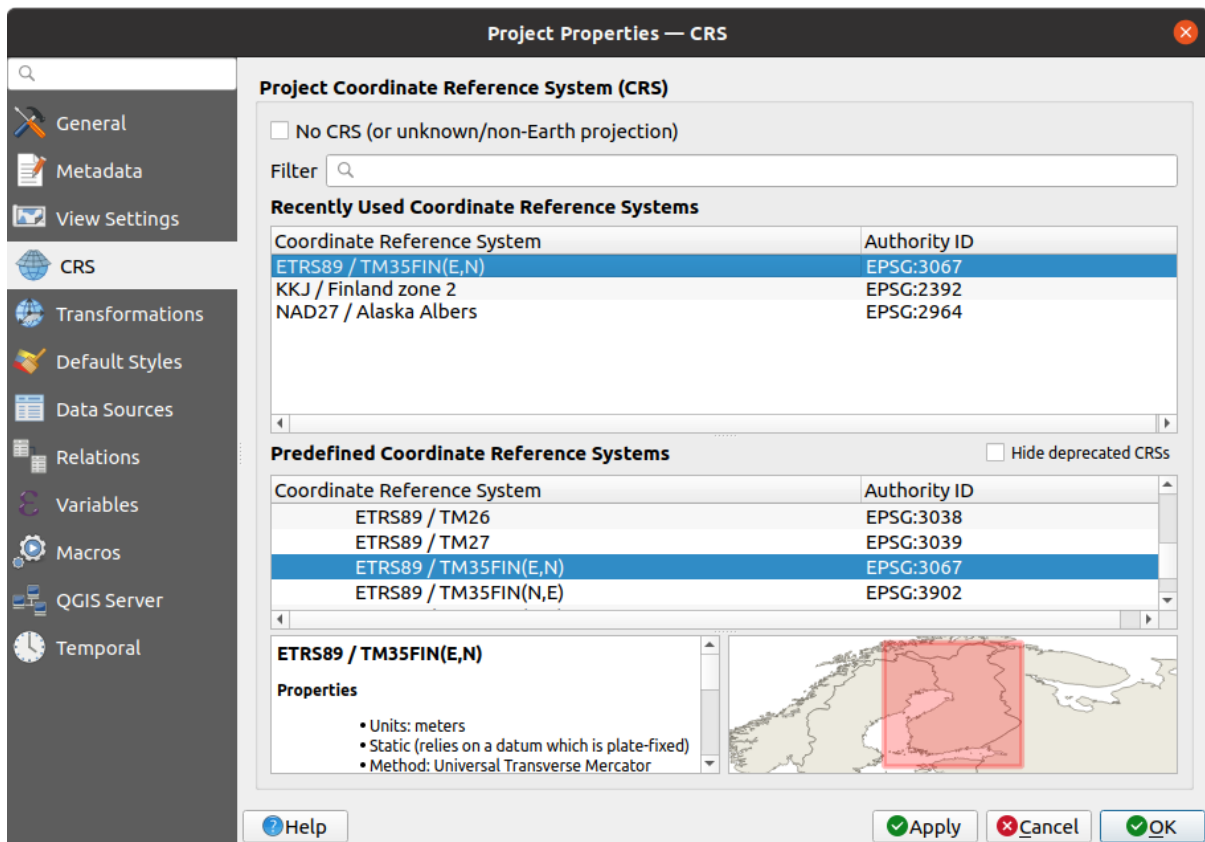 Project Properties — CRS
General
Metadata
View Settings
CRS
Transformations
Default Styles
Data Sources
Relations
Variables
Macros
QGIS Server
Temporal
Project Coordinate Reference System (CRS)
No CRS (or unknown/non-Earth projection)
Filter
Recently Used Coordinate Reference Systems
Coordinate Reference System Authority ID
ETRS89 / TM35FIN(E,N) EPSG:3067
KKJ / Finland zone 2 EPSG:2392
NAD27 / Alaska Albers EPSG:2964
Predefined Coordinate Reference Systems Hide deprecated CRSs
Coordinate Reference System Authority ID
ETRS89 / TM26 EPSG:3038
ETRS89 / TM27 EPSG:3039
ETRS89 / TM35FIN(E,N) EPSG:3067
ETRS89 / TM35FIN(N,E) EPSG:3902
ETRS89 / TM35FIN(E,N)
Properties
• Units: meters
• Static (relies on a datum which is plate-fixed)
• Method: Universal Transverse Mercator
Help Apply Cancel OK